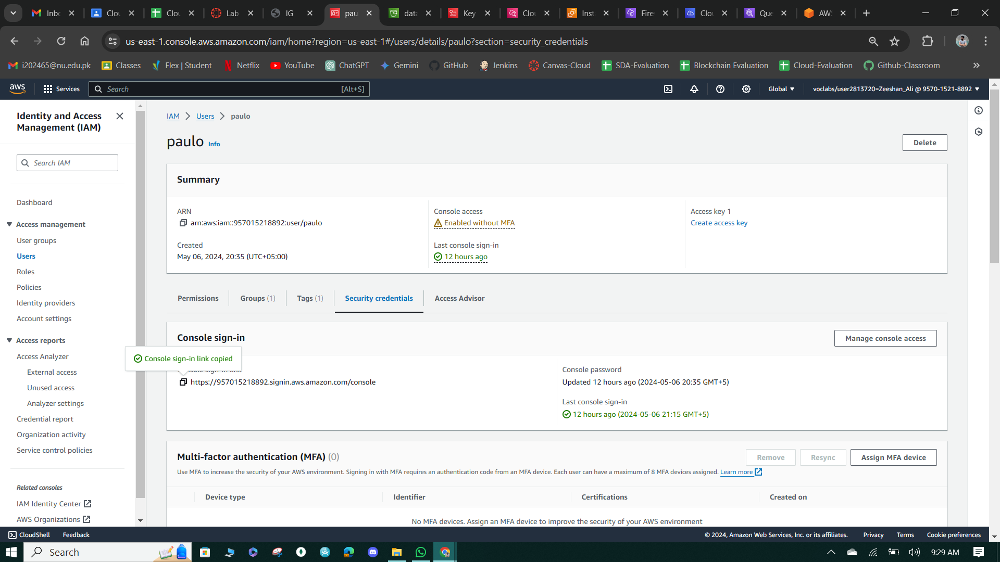 Inbo
Clou
Clou
Lab
IG
pau
data
Key
Clou
Inst
Fire
Clo
Que
AWS
us-east-1.console.aws.amazon.com/iam/home?region=us-east-1#/users/details/paulo?section=security_credentials
i202465@nu.edu.pk
Classes
Flex | Student
Netflix
YouTube
ChatGPT
Gemini
GitHub
Jenkins
Canvas-Cloud
SDA-Evaluation
Blockchain Evaluation
Cloud-Evaluation
Github-Classroom
aws
Services
Search
[Alt+S]
Global
voclabs/user2813720=Zeeshan_Ali @ 9570-1521-8892
Identity and Access
Management (IAM)
Search IAM
Dashboard
Access management
User groups
Users
Roles
Policies
Identity providers
Account settings
Access reports
Access Analyzer
External access
Unused access
Analyzer settings
Credential report
Organization activity
Service control policies
Related consoles
IAM Identity Center
AWS Organizations
IAM
Users
paulo
paulo
Info
Delete
Summary
ARN
arn:aws:iam::957015218892:user/paulo
Created
May 06, 2024, 20:35 (UTC+05:00)
Console access
Enabled without MFA
Last console sign-in
12 hours ago
Access key 1
Create access key
Permissions
Groups (1)
Tags (1)
Security credentials
Access Advisor
Console sign-in
Manage console access
Console sign-in link copied
https://957015218892.signin.aws.amazon.com/console
Console password
Updated 12 hours ago (2024-05-06 20:35 GMT+5)
Last console sign-in
12 hours ago (2024-05-06 21:15 GMT+5)
Multi-factor authentication (MFA) (0)
Remove
Resync
Assign MFA device
Use MFA to increase the security of your AWS environment. Signing in with MFA requires an authentication code from an MFA device. Each user can have a maximum of 8 MFA devices assigned. Learn more
Device type
Identifier
Certifications
Created on
No MFA devices. Assign an MFA device to improve the security of your AWS environment
CloudShell
Feedback
© 2024, Amazon Web Services, Inc. or its affiliates.
Privacy
Terms
Cookie preferences
Search
9:29 AM